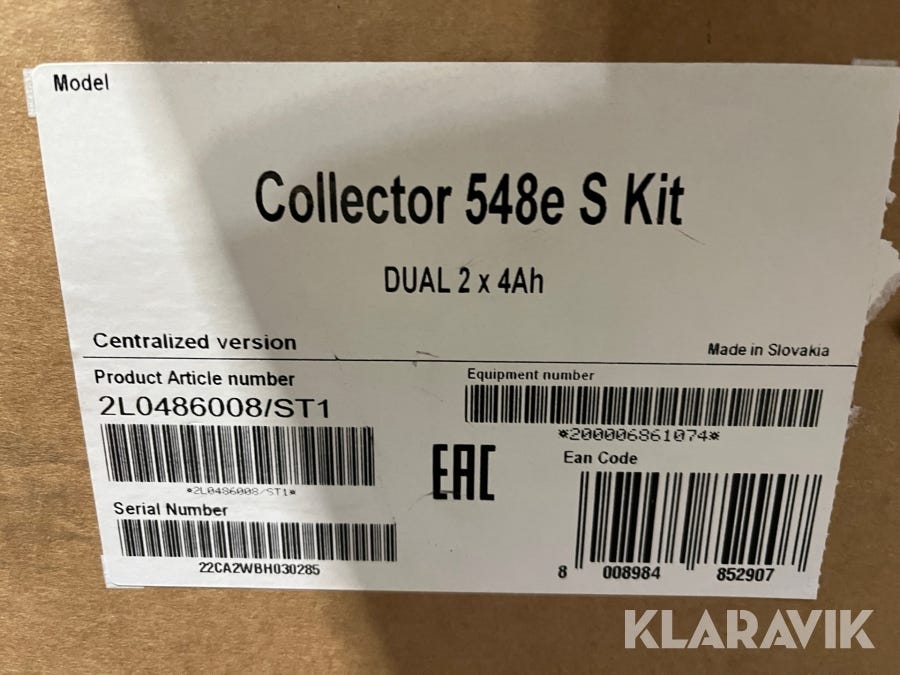 Model
Collector 548e S Kit
DUAL 2 x 4Ah
Centralized version
Made in Slovakia
Product Article number
2L0486008/ST1
*2L0486008/ST1*
Serial Number
22CA2WBH030285
EAC
Equipment number
*200006861074*
Ean Code
8 008984 852907
KLARAVIK